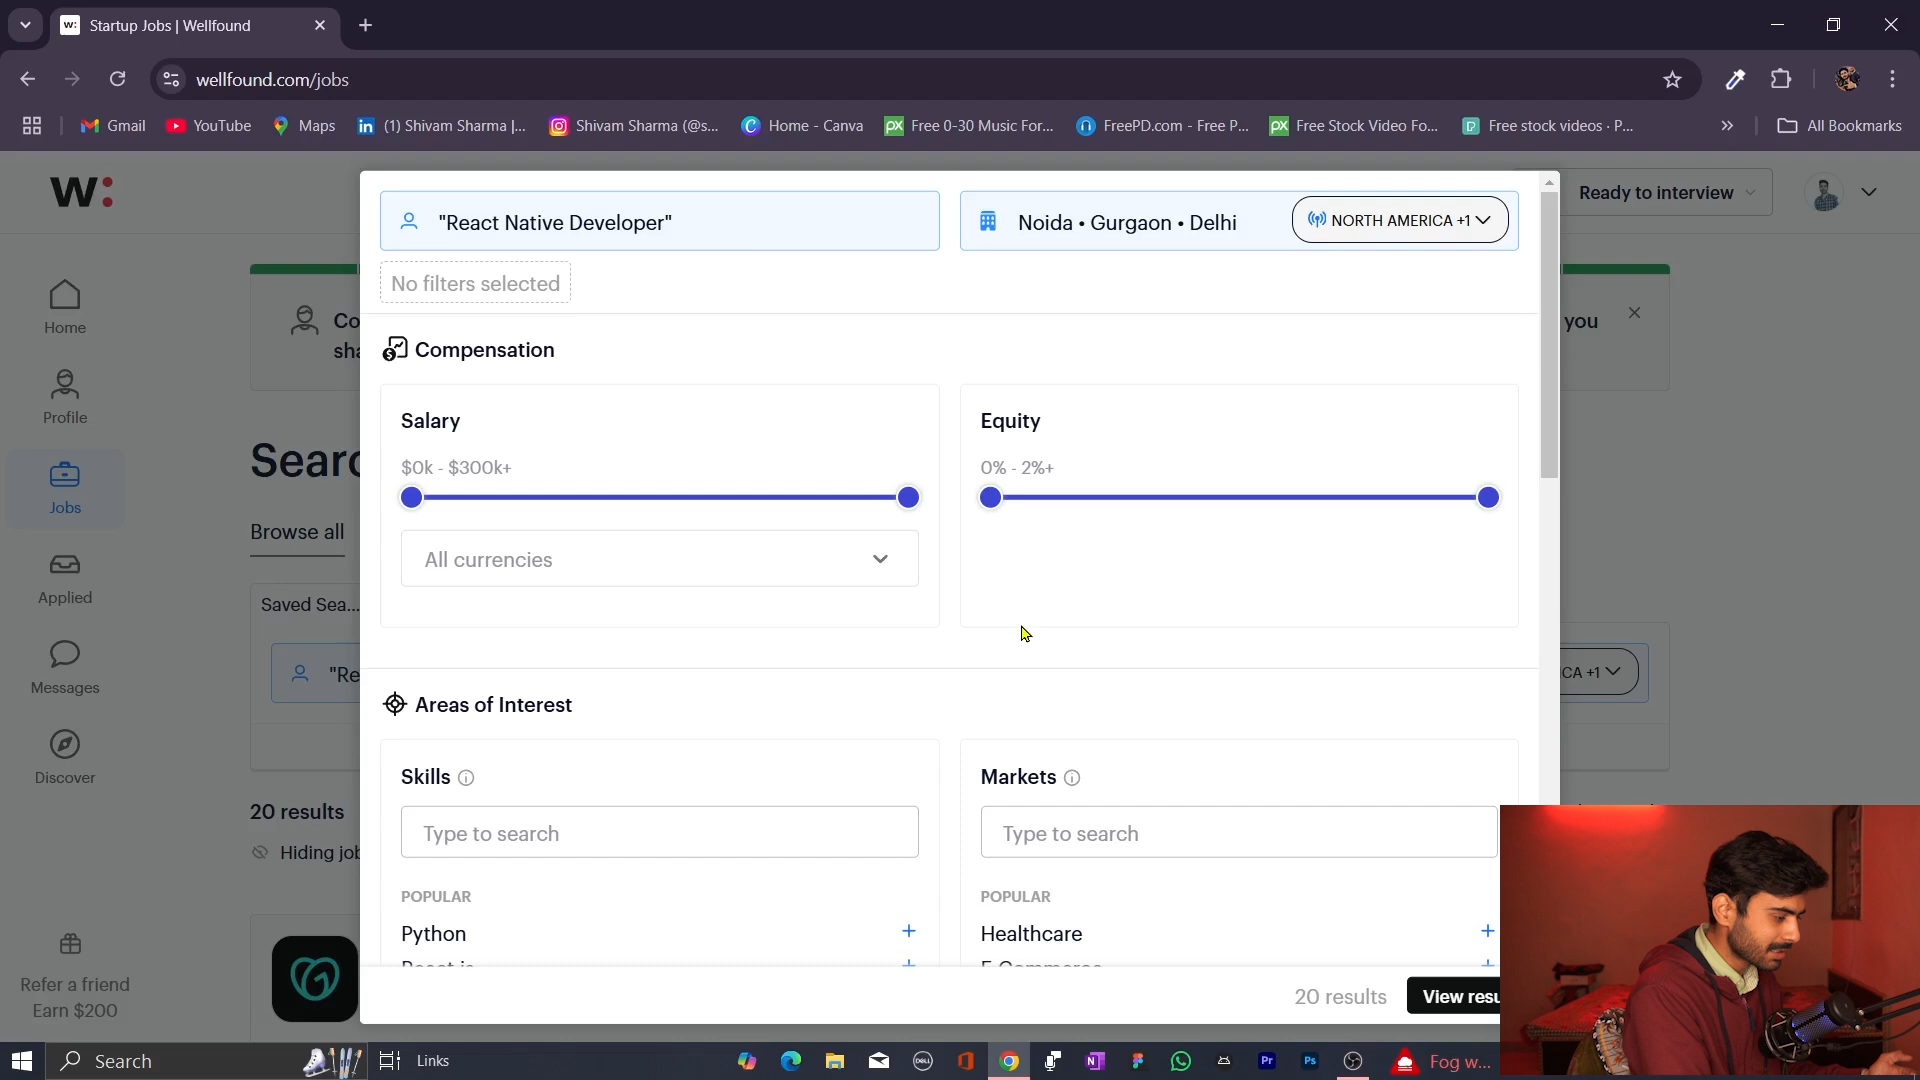 Startup Jobs | Wellfound
wellfound.com/jobs
Gmail
YouTube
Maps
(1) Shivam Sharma |...
Shivam Sharma (@s...
Home - Canva
Free 0-30 Music For...
FreePD.com - Free P...
Free Stock Video Fo...
Free stock videos · P...
All Bookmarks
W:
"React Native Developer"
Noida • Gurgaon • Delhi
NORTH AMERICA +1
Ready to interview
No filters selected
Home
Profile
Jobs
Applied
Messages
Discover
Refer a friend
Earn $200
Co
sha
you
Searc
Browse all
Saved Sea...
"Re
CA +1
20 results
Hiding jol
Compensation
Salary
$0k - $300k+
All currencies
Equity
0% - 2%+
Areas of Interest
Skills
Type to search
POPULAR
Python
Markets
Type to search
POPULAR
Healthcare
20 results
View resu
Search
Links
Fog w...